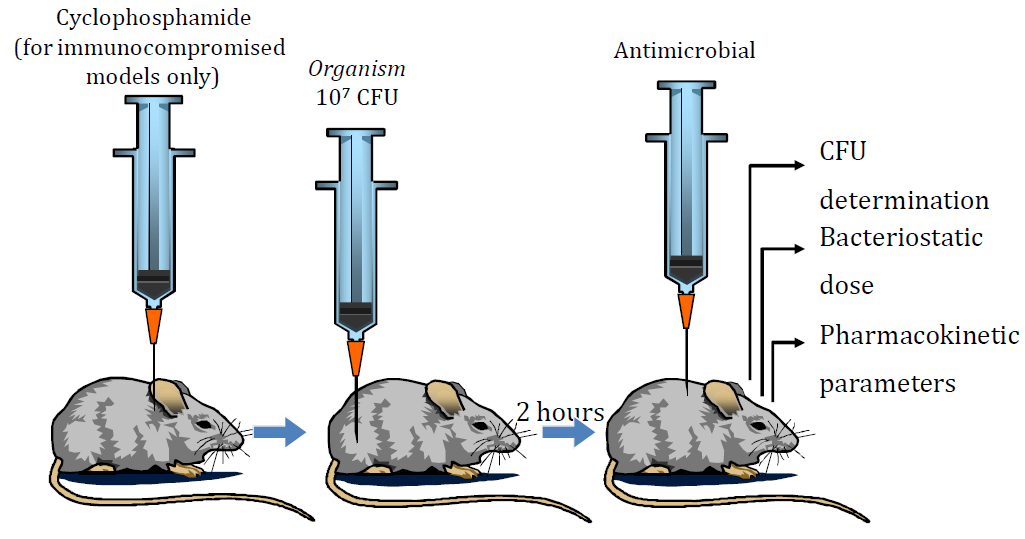 Cyclophosphamide
(for immunocompromised
models only)
Organism
10⁷ CFU
2 hours
Antimicrobial
CFU
determination
Bacteriostatic
dose
Pharmacokinetic
parameters